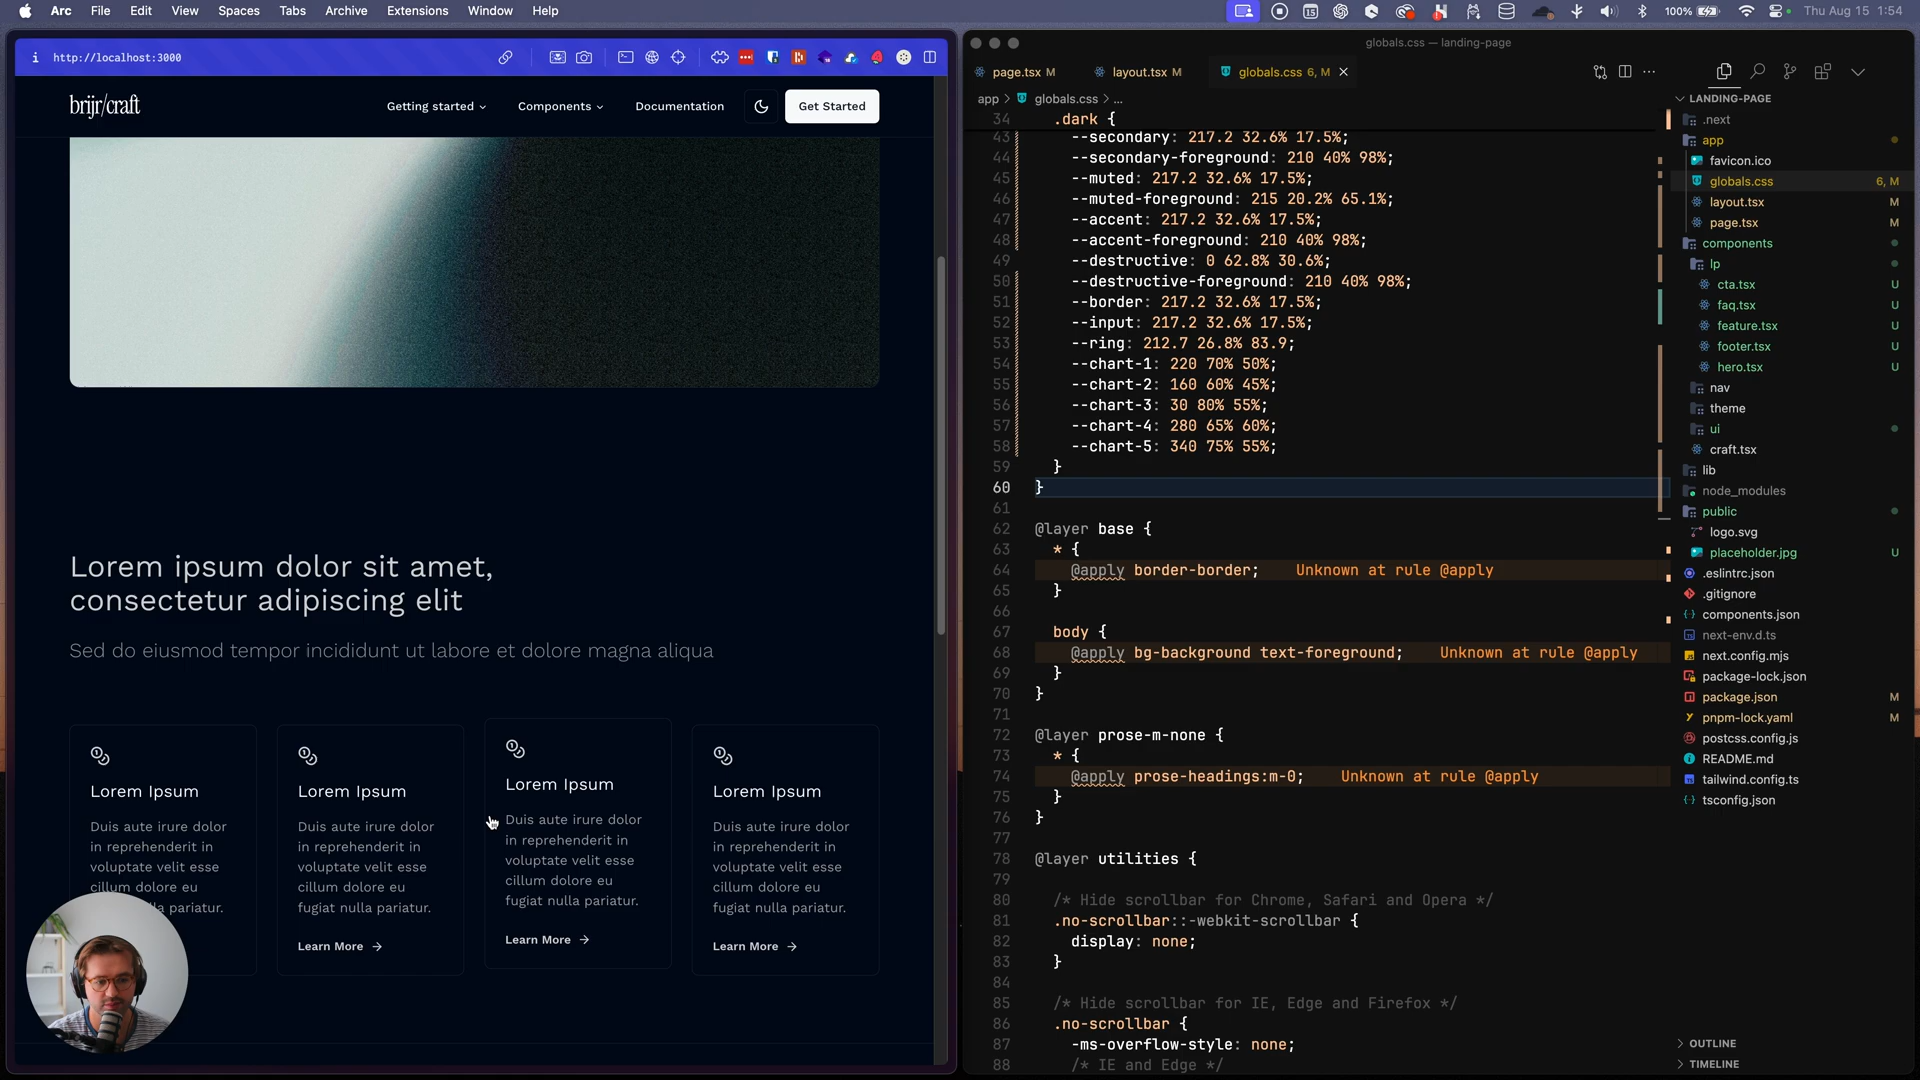 Arc File Edit View Spaces Tabs Archive Extensions Window Help
100% Thu Aug 15 1:54
http://localhost:3000
brijr/craft
Getting started Components Documentation Get Started
Lorem ipsum dolor sit amet,
consectetur adipiscing elit
Sed do eiusmod tempor incididunt ut labore et dolore magna aliqua
Lorem Ipsum
Duis aute irure dolor
in reprehenderit in
voluptate velit esse
cillum dolore eu
la pariatur.
Lorem Ipsum
Duis aute irure dolor
in reprehenderit in
voluptate velit esse
cillum dolore eu
fugiat nulla pariatur.
Learn More →
Lorem Ipsum
Duis aute irure dolor
in reprehenderit in
voluptate velit esse
cillum dolore eu
fugiat nulla pariatur.
Learn More →
Lorem Ipsum
Duis aute irure dolor
in reprehenderit in
voluptate velit esse
cillum dolore eu
fugiat nulla pariatur.
Learn More →
globals.css — landing-page
page.tsx M layout.tsx M globals.css 6, M
app > globals.css > ...
34 .dark {
43 --secondary: 217.2 32.6% 17.5%;
44 --secondary-foreground: 210 40% 98%;
45 --muted: 217.2 32.6% 17.5%;
46 --muted-foreground: 215 20.2% 65.1%;
47 --accent: 217.2 32.6% 17.5%;
48 --accent-foreground: 210 40% 98%;
49 --destructive: 0 62.8% 30.6%;
50 --destructive-foreground: 210 40% 98%;
51 --border: 217.2 32.6% 17.5%;
52 --input: 217.2 32.6% 17.5%;
53 --ring: 212.7 26.8% 83.9;
54 --chart-1: 220 70% 50%;
55 --chart-2: 160 60% 45%;
56 --chart-3: 30 80% 55%;
57 --chart-4: 280 65% 60%;
58 --chart-5: 340 75% 55%;
59 }
60 }
61
62 @layer base {
63 * {
64 @apply border-border; Unknown at rule @apply
65 }
66
67 body {
68 @apply bg-background text-foreground; Unknown at rule @apply
69 }
70 }
71
72 @layer prose-m-none {
73 * {
74 @apply prose-headings:m-0; Unknown at rule @apply
75 }
76 }
77
78 @layer utilities {
79
80 /* Hide scrollbar for Chrome, Safari and Opera */
81 .no-scrollbar::-webkit-scrollbar {
82 display: none;
83 }
84
85 /* Hide scrollbar for IE, Edge and Firefox */
86 .no-scrollbar {
87 -ms-overflow-style: none;
88 /* IE and Edge */
LANDING-PAGE
.next
app
favicon.ico
globals.css 6, M
layout.tsx M
page.tsx M
components
lp
cta.tsx U
faq.tsx U
feature.tsx U
footer.tsx U
hero.tsx U
nav
theme
ui
craft.tsx
lib
node_modules
public
logo.svg
placeholder.jpg U
.eslintrc.json
.gitignore
components.json
next-env.d.ts
next.config.mjs
package-lock.json
package.json M
pnpm-lock.yaml M
postcss.config.js
README.md
tailwind.config.ts
tsconfig.json
OUTLINE
TIMELINE